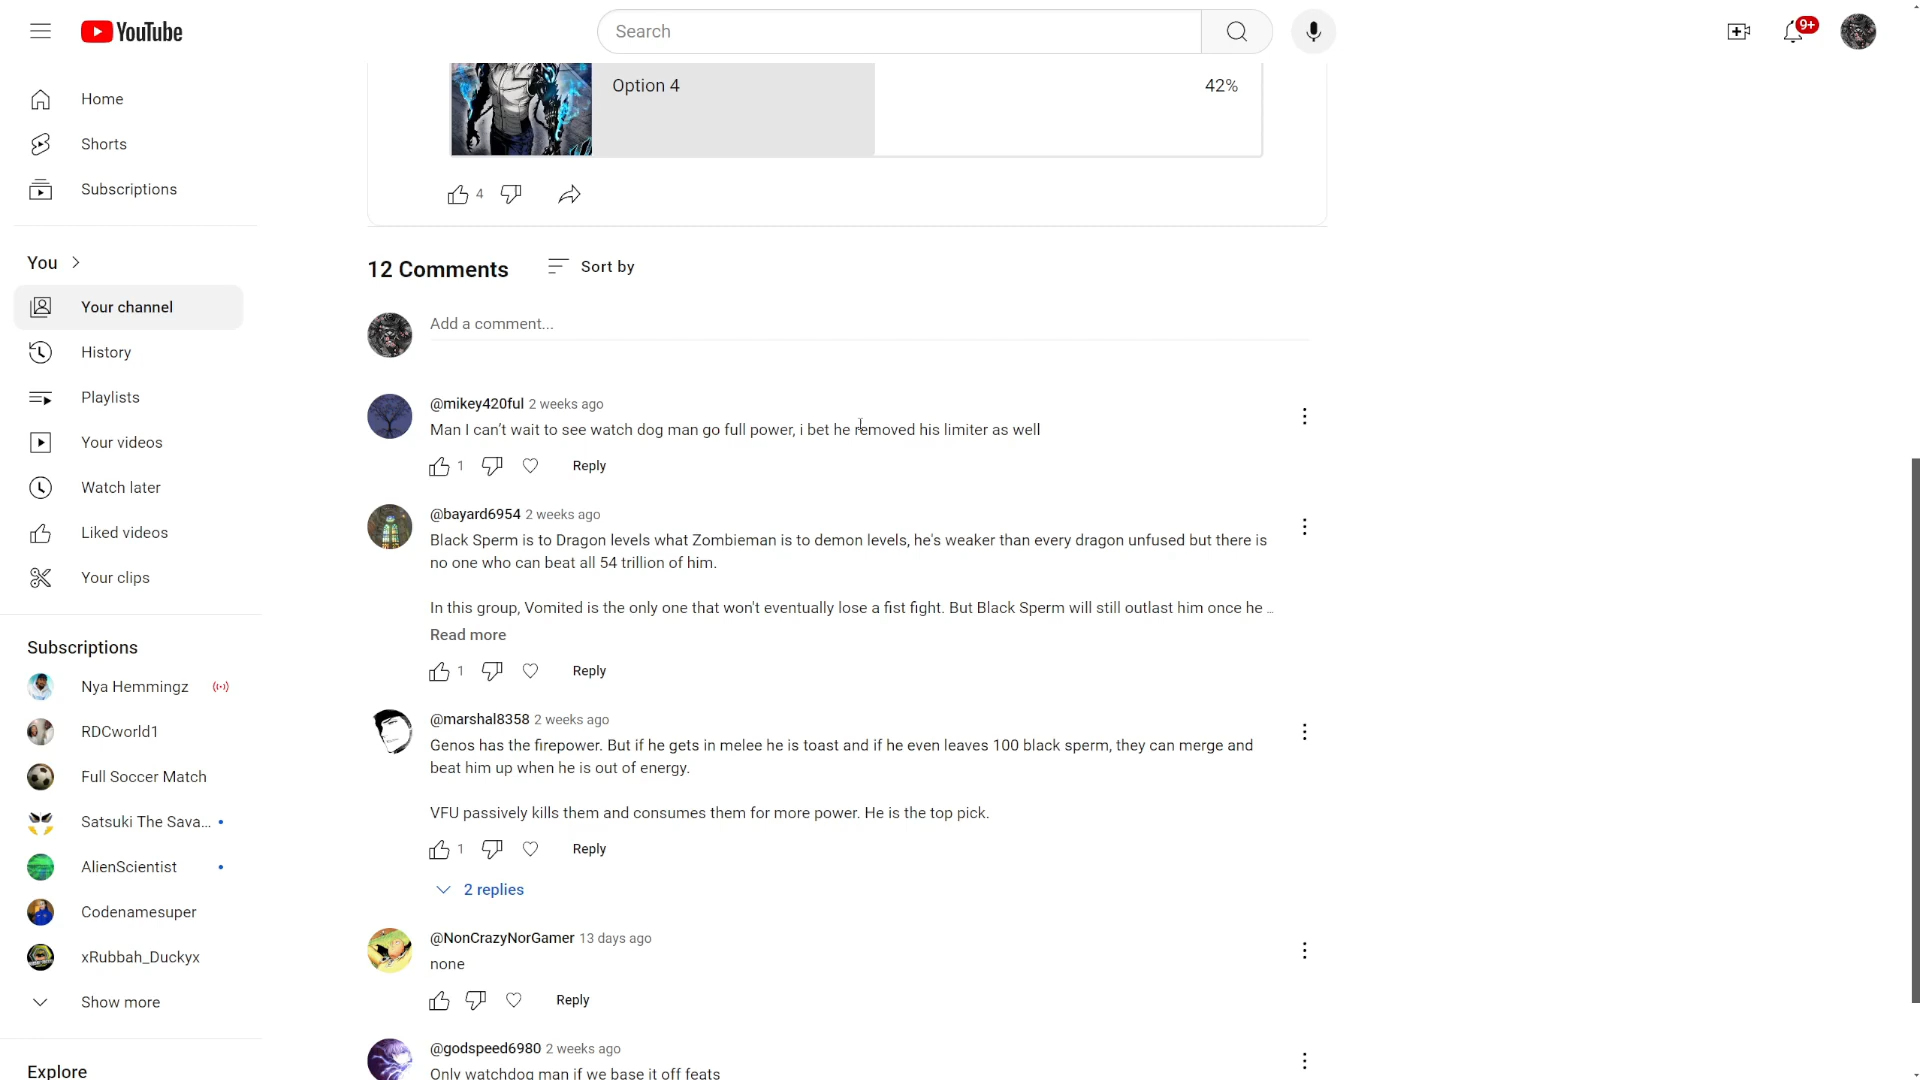 YouTube
Search
9+
Home
Shorts
Subscriptions
You
Your channel
History
Playlists
Your videos
Watch later
Liked videos
Your clips
Subscriptions
Nya Hemmingz
RDCworld1
Full Soccer Match
Satsuki The Sava...
AlienScientist
Codenamesuper
xRubbah_Duckyx
Show more
Explore
Option 4
42%
4
12 Comments
Sort by
Add a comment...
@mikey420ful 2 weeks ago
Man I can't wait to see watch dog man go full power, i bet he removed his limiter as well
1
Reply
@bayard6954 2 weeks ago
Black Sperm is to Dragon levels what Zombieman is to demon levels, he's weaker than every dragon unfused but there is
no one who can beat all 54 trillion of him.
In this group, Vomited is the only one that won't eventually lose a fist fight. But Black Sperm will still outlast him once he ...
Read more
1
Reply
@marshal8358 2 weeks ago
Genos has the firepower. But if he gets in melee he is toast and if he even leaves 100 black sperm, they can merge and
beat him up when he is out of energy.
VFU passively kills them and consumes them for more power. He is the top pick.
1
Reply
2 replies
@NonCrazyNorGamer 13 days ago
none
Reply
@godspeed6980 2 weeks ago
Only watchdog man if we base it off feats